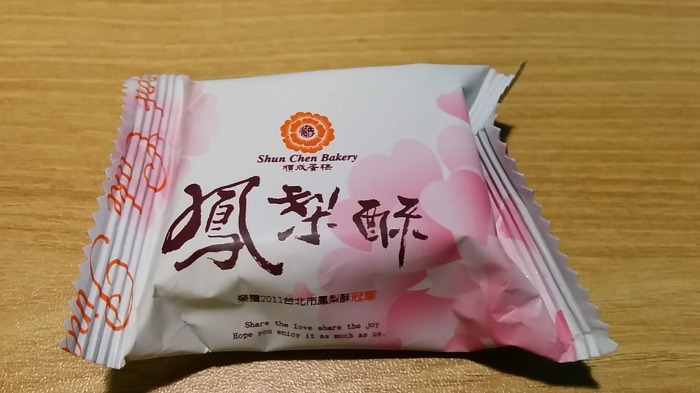 Shun Chen Bakery
順成蛋糕
鳳梨酥
榮獲2011台北市鳳梨酥冠軍
Share the love share the joy
Hope you enjoy it as much as us.
Cake
Pine